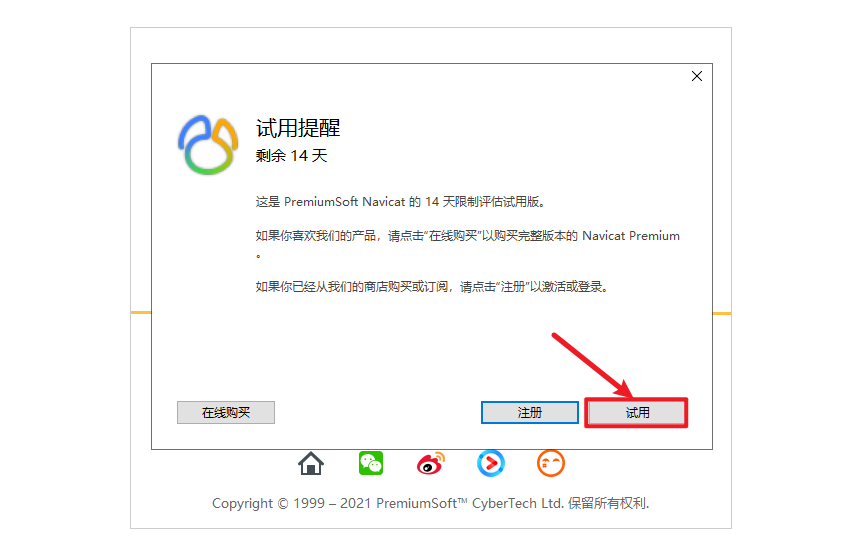 试用提醒
剩余 14 天
这是 PremiumSoft Navicat 的 14 天限制评估试用版。
如果你喜欢我们的产品，请点击“在线购买”以购买完整版本的 Navicat Premium
。
如果你已经从我们的商店购买或订阅，请点击“注册”以激活或登录。
在线购买
注册
试用
Copyright © 1999 – 2021 PremiumSoft™ CyberTech Ltd. 保留所有权利.